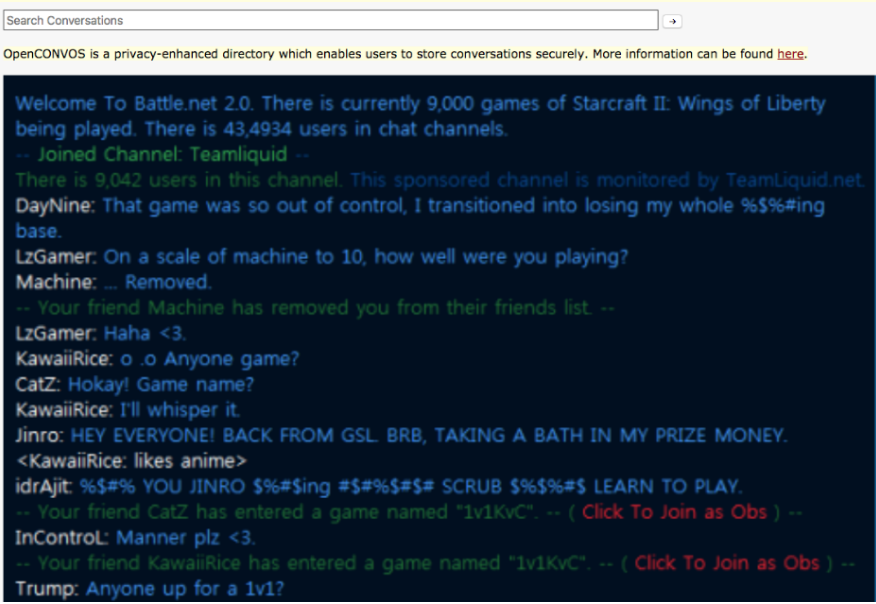 Search Conversations
→
OpenCONVOS is a privacy-enhanced directory which enables users to store conversations securely. More information can be found here.
Welcome To Battle.net 2.0. There is currently 9,000 games of Starcraft II: Wings of Liberty
being played. There is 43,4934 users in chat channels.
-- Joined Channel: Teamliquid --
There is 9,042 users in this channel. This sponsored channel is monitored by TeamLiquid.net.
DayNine: That game was so out of control, I transitioned into losing my whole %$%#ing
base.
LzGamer: On a scale of machine to 10, how well were you playing?
Machine: ... Removed.
-- Your friend Machine has removed you from their friends list. --
LzGamer: Haha <3.
KawaiiRice: o .o Anyone game?
CatZ: Hokay! Game name?
KawaiiRice: I'll whisper it.
Jinro: HEY EVERYONE! BACK FROM GSL. BRB, TAKING A BATH IN MY PRIZE MONEY.
<KawaiiRice: likes anime>
idrAjit: %$#% YOU JINRO $%#$ing #$#%$#$# SCRUB $%$%#$ LEARN TO PLAY.
-- Your friend CatZ has entered a game named "1v1KvC". -- ( Click To Join as Obs ) --
InControL: Manner plz <3.
-- Your friend KawaiiRice has entered a game named "1v1KvC". -- ( Click To Join as Obs ) --
Trump: Anyone up for a 1v1?